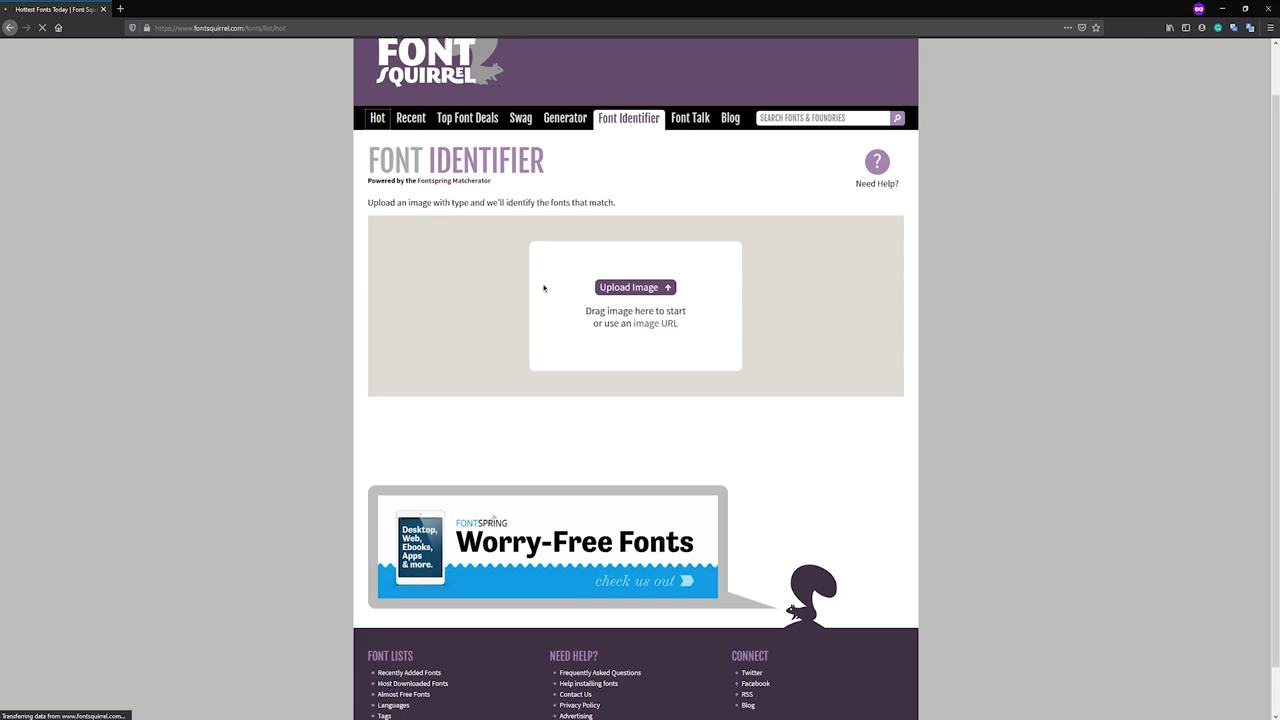 Hottest Fonts Today | Font Squ
https://www.fontsquirrel.com/fonts/list/hot
FONT
SQUIRREL
Hot Recent Top Font Deals Swag Generator Font Identifier Font Talk Blog SEARCH FONTS & FOUNDRIES
FONT IDENTIFIER
Powered by the Fontspring Matcherator
?
Need Help?
Upload an image with type and we'll identify the fonts that match.
Upload Image
Drag image here to start
or use an image URL
Desktop,
Web,
Ebooks,
Apps
& more.
FONTSPRING
Worry-Free Fonts
check us out
FONT LISTS
Recently Added Fonts
Most Downloaded Fonts
Almost Free Fonts
Languages
Tags
NEED HELP?
Frequently Asked Questions
Help installing fonts
Contact Us
Privacy Policy
Advertising
CONNECT
Twitter
Facebook
RSS
Blog
Transferring data from www.fontsquirrel.com...